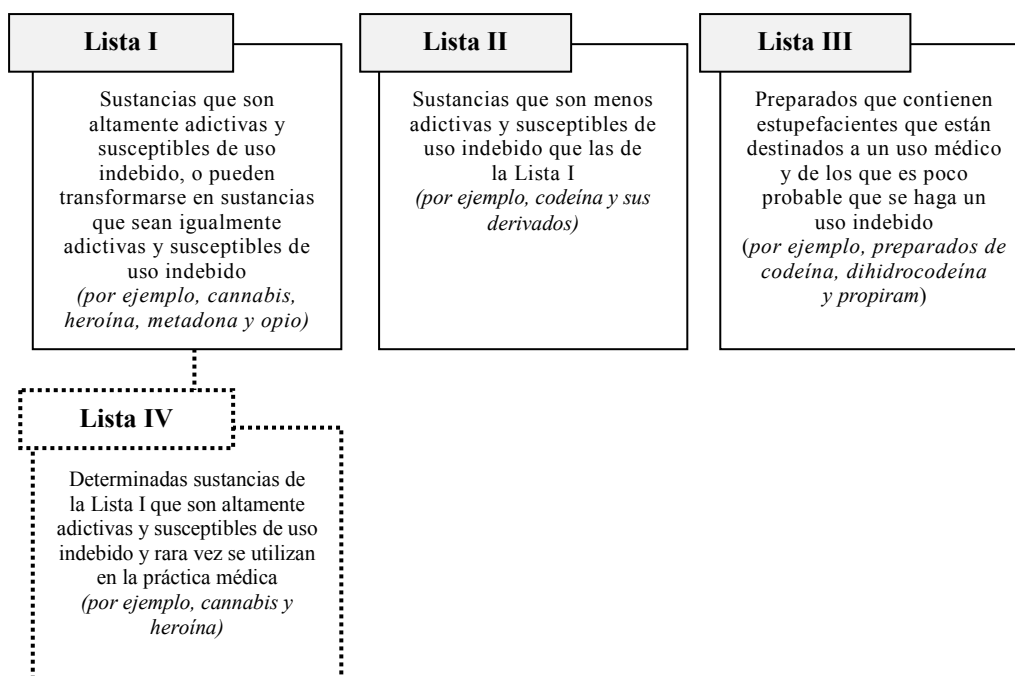 Lista I
Sustancias que son
altamente adictivas y
susceptibles de uso
indebido, o pueden
transformarse en sustancias
que sean igualmente
adictivas y susceptibles de
uso indebido
(por ejemplo, cannabis,
heroína, metadona y opio)
Lista II
Sustancias que son menos
adictivas y susceptibles de
uso indebido que las de
la Lista I
(por ejemplo, codeína y sus
derivados)
Lista III
Preparados que contienen
estupefacientes que están
destinados a un uso médico
y de los que es poco
probable que se haga un
uso indebido
(por ejemplo, preparados de
codeína, dihidrocodeína
y propiram)
Lista IV
Determinadas sustancias de
la Lista I que son altamente
adictivas y susceptibles de uso
indebido y rara vez se utilizan
en la práctica médica
(por ejemplo, cannabis y
heroína)